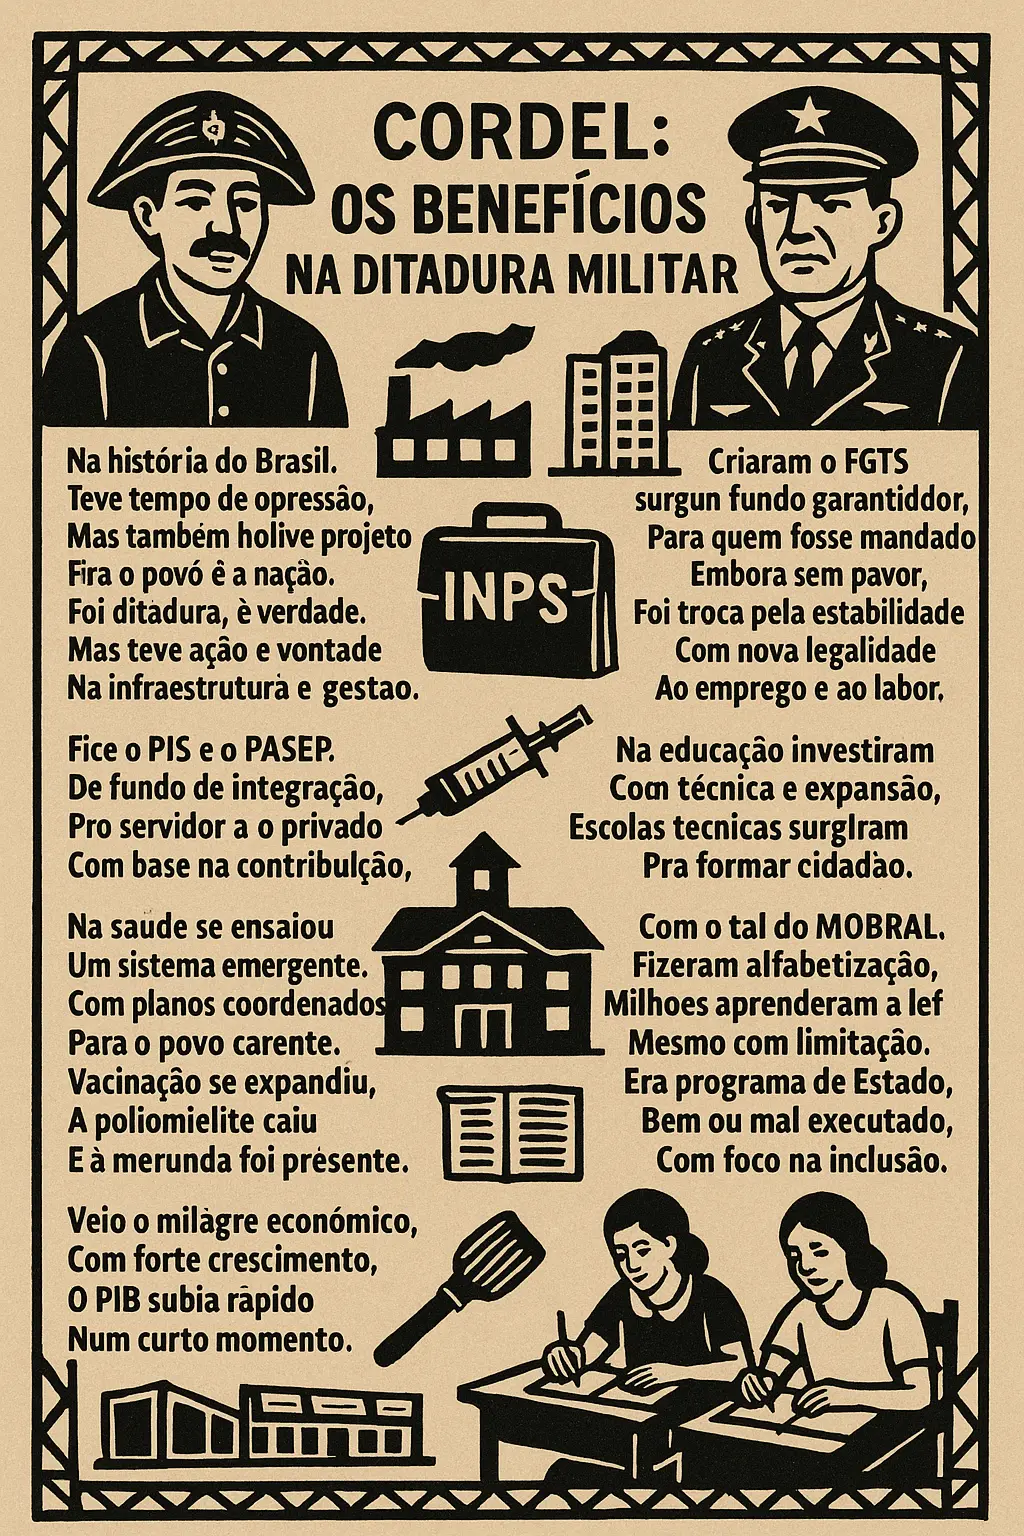 CORDEL:
OS BENEFÍCIOS
NA DITADURA MILITAR
Na história do Brasil.
Teve tempo de opressão,
Mas também holive projeto
Fira o povó ê a nação.
Foi ditadura, è verdade.
Mas teve ação e vontade
Na infraestruturà e gestao.
Fice o PIS e o PASEP.
De fundo de integração,
Pro servidor a o privado
Com base na contribulção,
Na saúde se ensaiou
Um sistema emergente.
Com planos coordenados
Para o povo carente.
Vacinação se expandiu,
A poliomielite caiu
E à merunda foi présente.
Veio o milàgre económico,
Com forte crescimento,
O PIB subia râpido
Num curto momento.
INPS
Criaram o FGTS
surgun fundo garantiddor,
Para quem fosse mandado
Embora sem pavor,
Foi troca pela estabilidade
Com nova legalidade
Ao emprego e ao labor,
Na educação investiram
Com técnica e expansão,
Escolas tecnicas surgIram
Pra formar cidadào.
Com o tal do MOBRAL.
Fizeram alfabetização,
Milhoes aprenderam a lef
Mesmo com limitação.
Era programa de Estado,
Bem ou mal executado,
Com foco na inclusão.